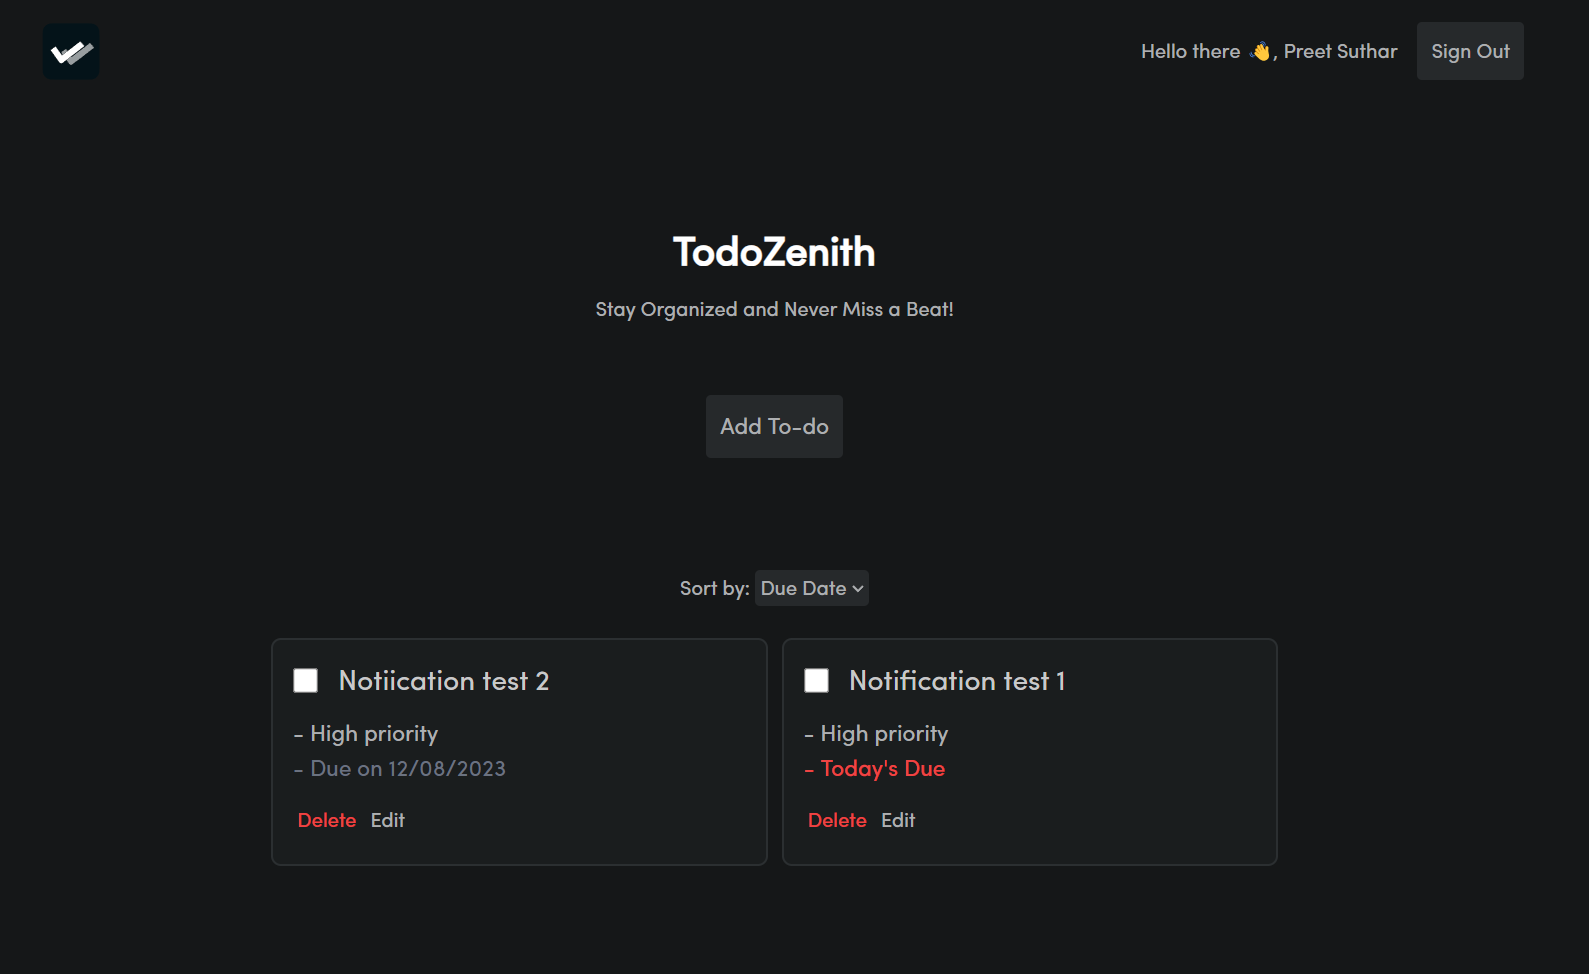 Hello there 👋, Preet Suthar
Sign Out
TodoZenith
Stay Organized and Never Miss a Beat!
Add To-do
Sort by: Due Date
Notiication test 2
- High priority
- Due on 12/08/2023
Delete Edit
Notification test 1
- High priority
- Today's Due
Delete Edit